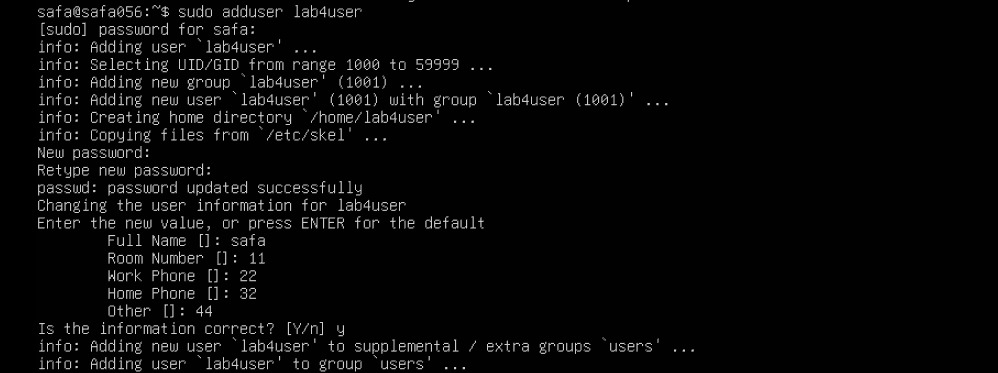 safa@safa056:~$ sudo adduser lab4user
[sudo] password for safa:
info: Adding user `lab4user' ...
info: Selecting UID/GID from range 1000 to 59999 ...
info: Adding new group `lab4user' (1001) ...
info: Adding new user `lab4user' (1001) with group `lab4user (1001)' ...
info: Creating home directory `/home/lab4user' ...
info: Copying files from `/etc/skel' ...
New password:
Retype new password:
passwd: password updated successfully
Changing the user information for lab4user
Enter the new value, or press ENTER for the default
        Full Name []: safa
        Room Number []: 11
        Work Phone []: 22
        Home Phone []: 32
        Other []: 44
Is the information correct? [Y/n] y
info: Adding new user `lab4user' to supplemental / extra groups `users' ...
info: Adding user `lab4user' to group `users' ...